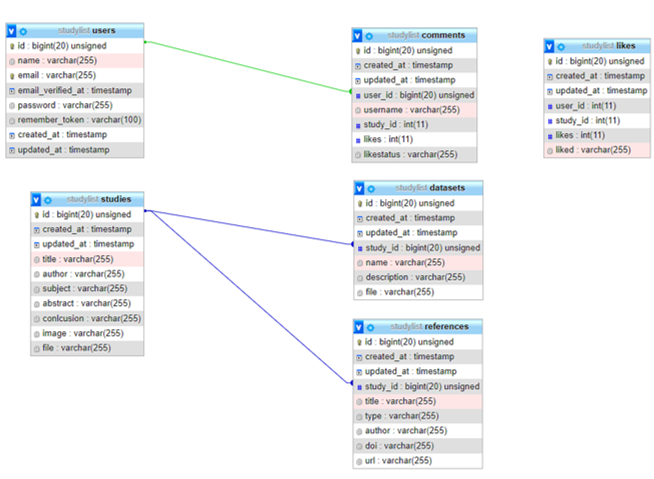 studylist users
id : bigint(20) unsigned
name : varchar(255)
email : varchar(255)
email_verified_at : timestamp
password : varchar(255)
remember_token : varchar(100)
created_at : timestamp
updated_at : timestamp
studylist comments
id : bigint(20) unsigned
created_at : timestamp
updated_at : timestamp
user_id : bigint(20) unsigned
username : varchar(255)
study_id : int(11)
likes : int(11)
likestatus : varchar(255)
studylist likes
id : bigint(20) unsigned
created_at : timestamp
updated_at : timestamp
user_id : int(11)
study_id : int(11)
likes : int(11)
liked : varchar(255)
studylist studies
id : bigint(20) unsigned
created_at : timestamp
updated_at : timestamp
title : varchar(255)
author : varchar(255)
subject : varchar(255)
abstract : varchar(255)
conlcusion : varchar(255)
image : varchar(255)
file : varchar(255)
studylist datasets
id : bigint(20) unsigned
created_at : timestamp
updated_at : timestamp
study_id : bigint(20) unsigned
name : varchar(255)
description : varchar(255)
file : varchar(255)
studylist references
id : bigint(20) unsigned
created_at : timestamp
updated_at : timestamp
study_id : bigint(20) unsigned
title : varchar(255)
type : varchar(255)
author : varchar(255)
doi : varchar(255)
url : varchar(255)